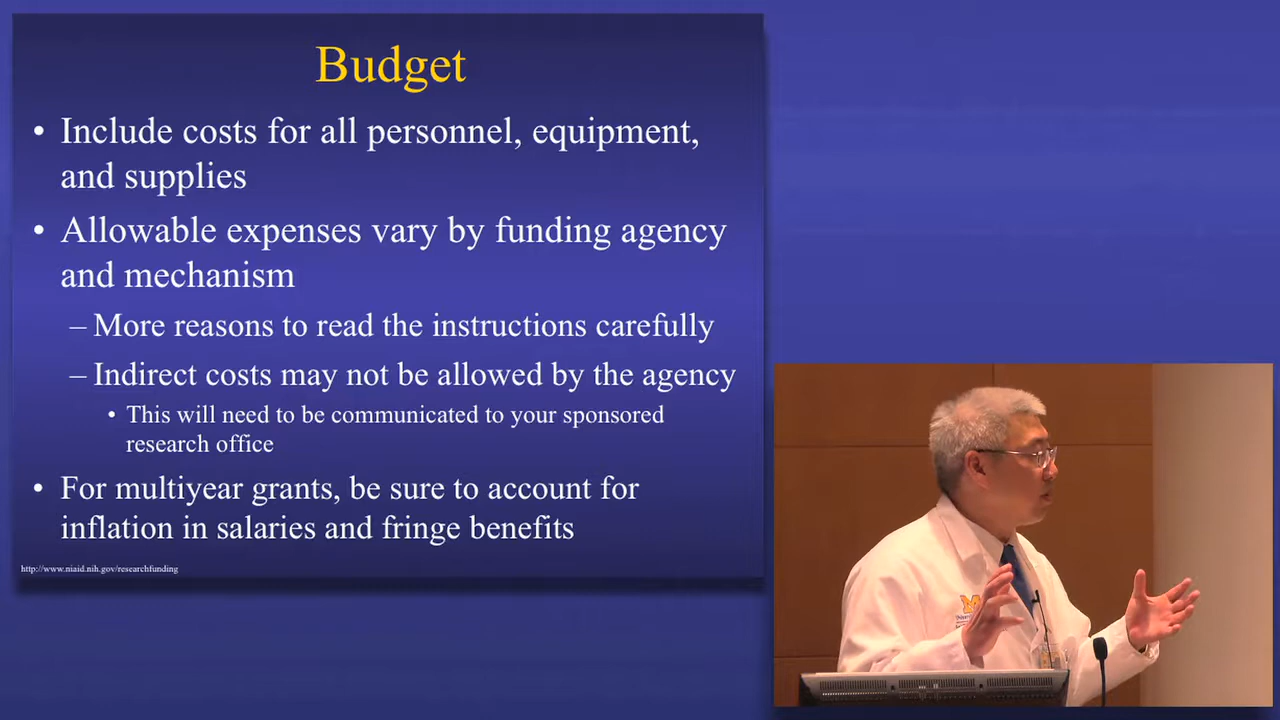 Budget
• Include costs for all personnel, equipment,
and supplies
• Allowable expenses vary by funding agency
and mechanism
– More reasons to read the instructions carefully
– Indirect costs may not be allowed by the agency
• This will need to be communicated to your sponsored
research office
• For multiyear grants, be sure to account for
inflation in salaries and fringe benefits
http://www.niaid.nih.gov/researchfunding